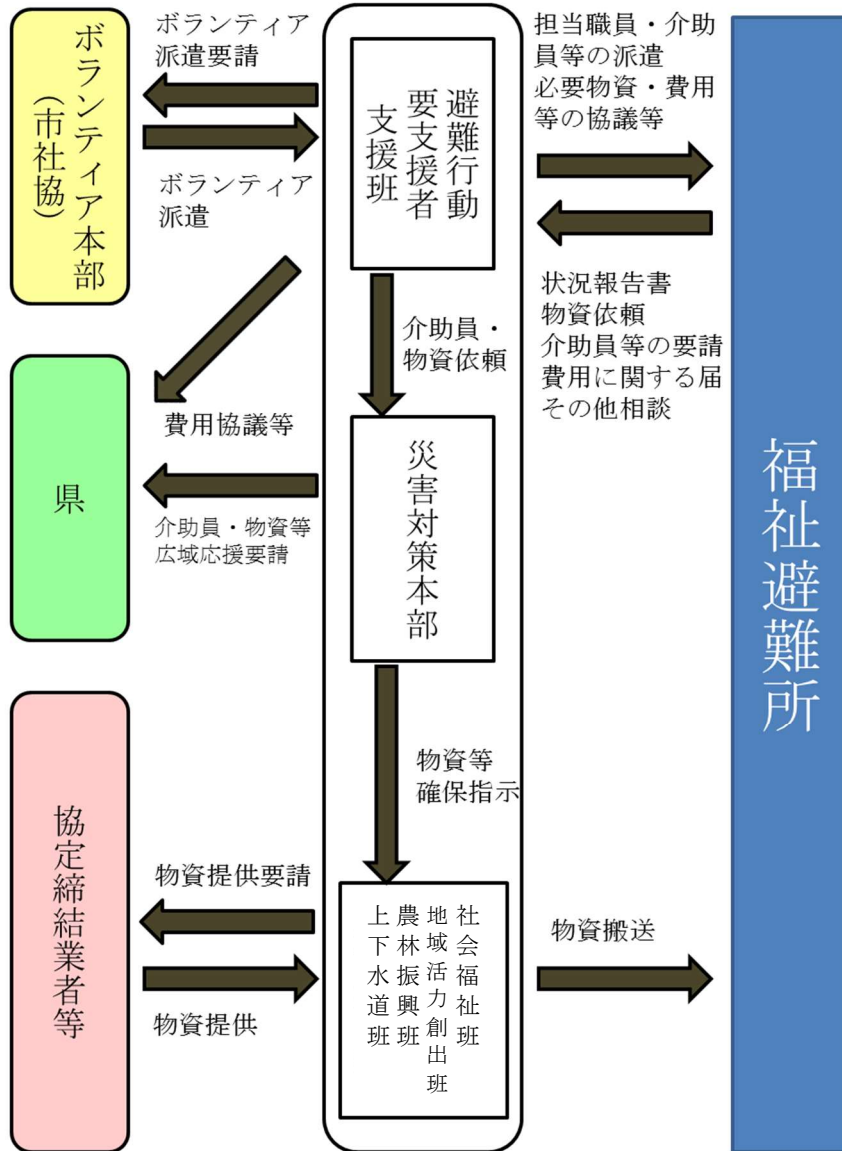 ボランティア
派遣要請
ボランティア本部
(市社協)
ボランティア
派遣
避難行動
要支援者
支援班
担当職員・介助
員等の派遣
必要物資・費用
等の協議等
状況報告書
物資依頼
介助員等の要請
費用に関する届
その他相談
介助員・
物資依頼
費用協議等
県
介助員・物資等
広域応援要請
災害対策本部
福祉避難所
物資等
確保指示
協定締結業者等
物資提供要請
物資提供
社会福祉班
地域活力創出班
農林振興班
上下水道班
物資搬送